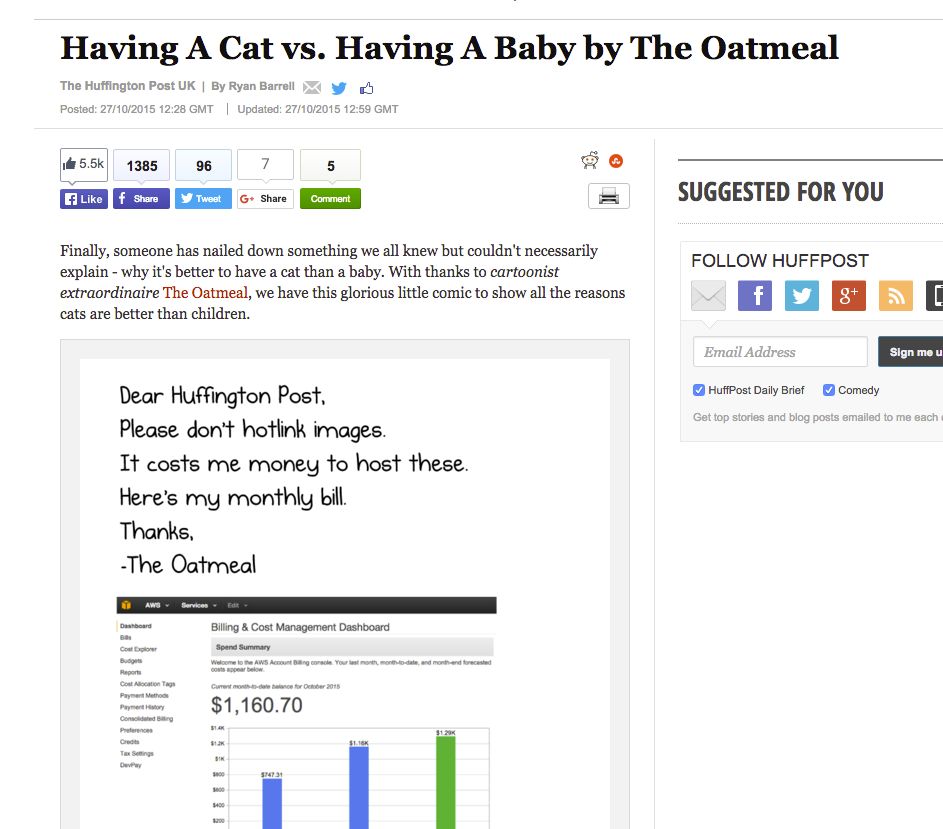 Having A Cat vs. Having A Baby by The Oatmeal
The Huffington Post UK | By Ryan Barrell
Posted: 27/10/2015 12:28 GMT | Updated: 27/10/2015 12:59 GMT
5.5k
1385
96
7
5
Like
Share
Tweet
G+ Share
Comment
Finally, someone has nailed down something we all knew but couldn't necessarily
explain - why it's better to have a cat than a baby. With thanks to cartoonist
extraordinaire The Oatmeal, we have this glorious little comic to show all the reasons
cats are better than children.
Dear Huffington Post,
Please don't hotlink images.
It costs me money to host these.
Here's my monthly bill.
Thanks,
-The Oatmeal
AWS Services Edit
Dashboard
Bills
Cost Explorer
Budgets
Reports
Cost Allocation Tags
Payment Methods
Payment History
Consolidated Billing
Preferences
Credits
Tax Settings
DevPay
Billing & Cost Management Dashboard
Spend Summary
Welcome to the AWS Account Billing console. Your last month, month-to-date, and month-end forecasted
costs appear below.
Current month-to-date balance for October 2015
$1,160.70
$1.4K
$1.2K
$1K
$800
$600
$400
$200
$747.31
$1.16K
$1.29K
SUGGESTED FOR YOU
FOLLOW HUFFPOST
Email Address
Sign me u
HuffPost Daily Brief
Comedy
Get top stories and blog posts emailed to me each